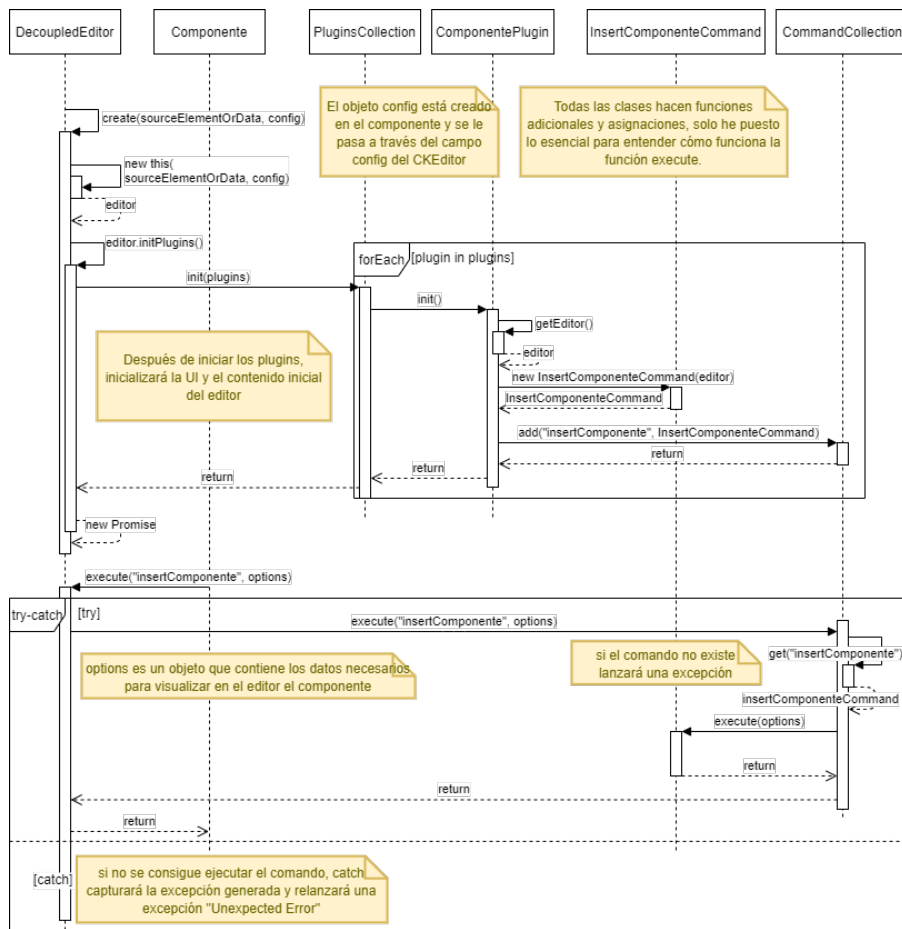 DecoupledEditor
Componente
PluginsCollection
ComponentePlugin
InsertComponenteCommand
CommandCollection
El objeto config está creado
en el componente y se le
pasa a través del campo
config del CKEditor
Todas las clases hacen funciones
adicionales y asignaciones, solo he puesto
lo esencial para entender cómo funciona la
función execute.
create(sourceElementOrData, config)
new this(
sourceElementOrData, config)
editor
editor.initPlugins()
forEach
[plugin in plugins]
init(plugins)
init()
getEditor()
editor
Después de iniciar los plugins,
inicializará la UI y el contenido inicial
del editor
new InsertComponenteCommand(editor)
InsertComponenteCommand
add("insertComponente", InsertComponenteCommand)
return
return
return
new Promise
execute("insertComponente", options)
try-catch
[try]
execute("insertComponente", options)
options es un objeto que contiene los datos necesarios
para visualizar en el editor el componente
si el comando no existe
lanzará una excepción
get("insertComponente")
insertComponenteCommand
execute(options)
return
return
return
[catch]
si no se consigue ejecutar el comando, catch
capturará la excepción generada y relanzará una
excepción "Unexpected Error"